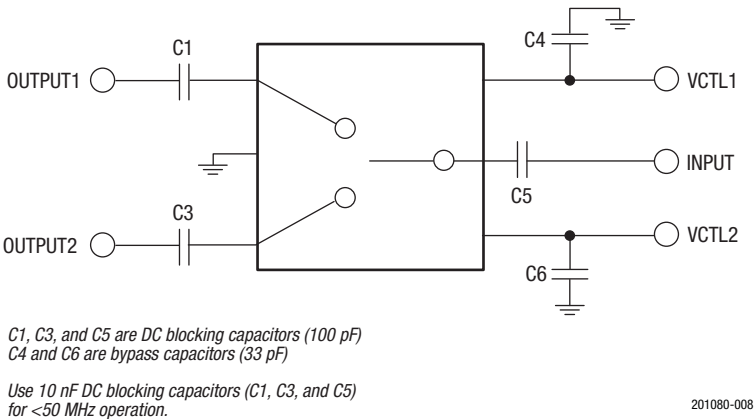 C1
C4
OUTPUT1
VCTL1
INPUT
C5
C3
OUTPUT2
VCTL2
C6
C1, C3, and C5 are DC blocking capacitors (100 pF)
C4 and C6 are bypass capacitors (33 pF)
Use 10 nF DC blocking capacitors (C1, C3, and C5)
for <50 MHz operation.
201080-008